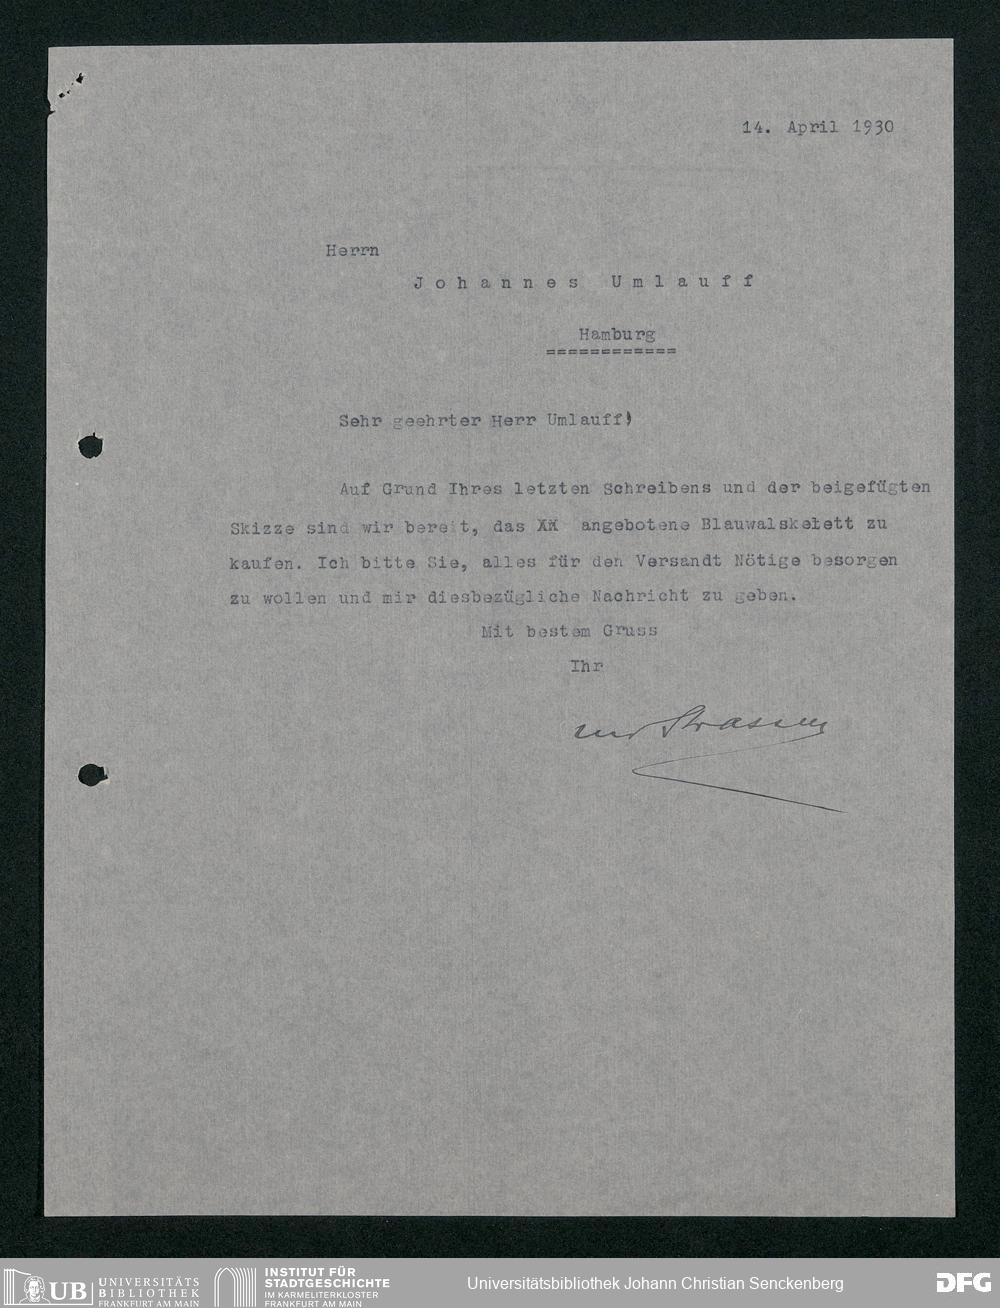 14. April 1930
Herrn
Johannes Umlauff
Hamburg
============
Sehr geehrter Herr Umlauff!
Auf Grund Ihres letzten Schreibens und der beigefügten
Skizze sind wir bereit, das XX angebotene Blauwalskelett zu
kaufen. Ich bitte Sie, alles für den Versandt Nötige besorgen
zu wollen und mir diesbezügliche Nachricht zu geben.
Mit bestem Gruss
Ihr
zur Strassen
UB UNIVERSITÄTS
BIBLIOTHEK
FRANKFURT AM MAIN
INSTITUT FÜR
STADTGESCHICHTE
IM KARMELITERKLOSTER
FRANKFURT AM MAIN
Universitätsbibliothek Johann Christian Senckenberg
DFG